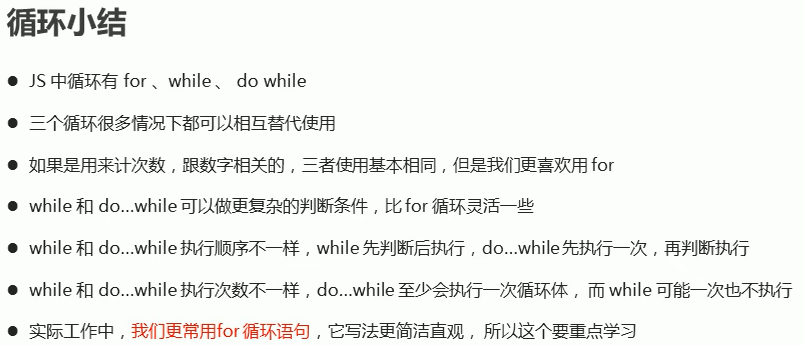 循环小结
● JS 中循环有 for 、while 、 do while
● 三个循环很多情况下都可以相互替代使用
● 如果是用来计次数，跟数字相关的，三者使用基本相同，但是我们更喜欢用 for
● while 和 do…while 可以做更复杂的判断条件，比 for 循环灵活一些
● while 和 do…while 执行顺序不一样，while 先判断后执行，do…while 先执行一次，再判断执行
● while 和 do…while 执行次数不一样，do…while 至少会执行一次循环体， 而 while 可能一次也不执行
● 实际工作中，我们更常用for 循环语句，它写法更简洁直观， 所以这个要重点学习